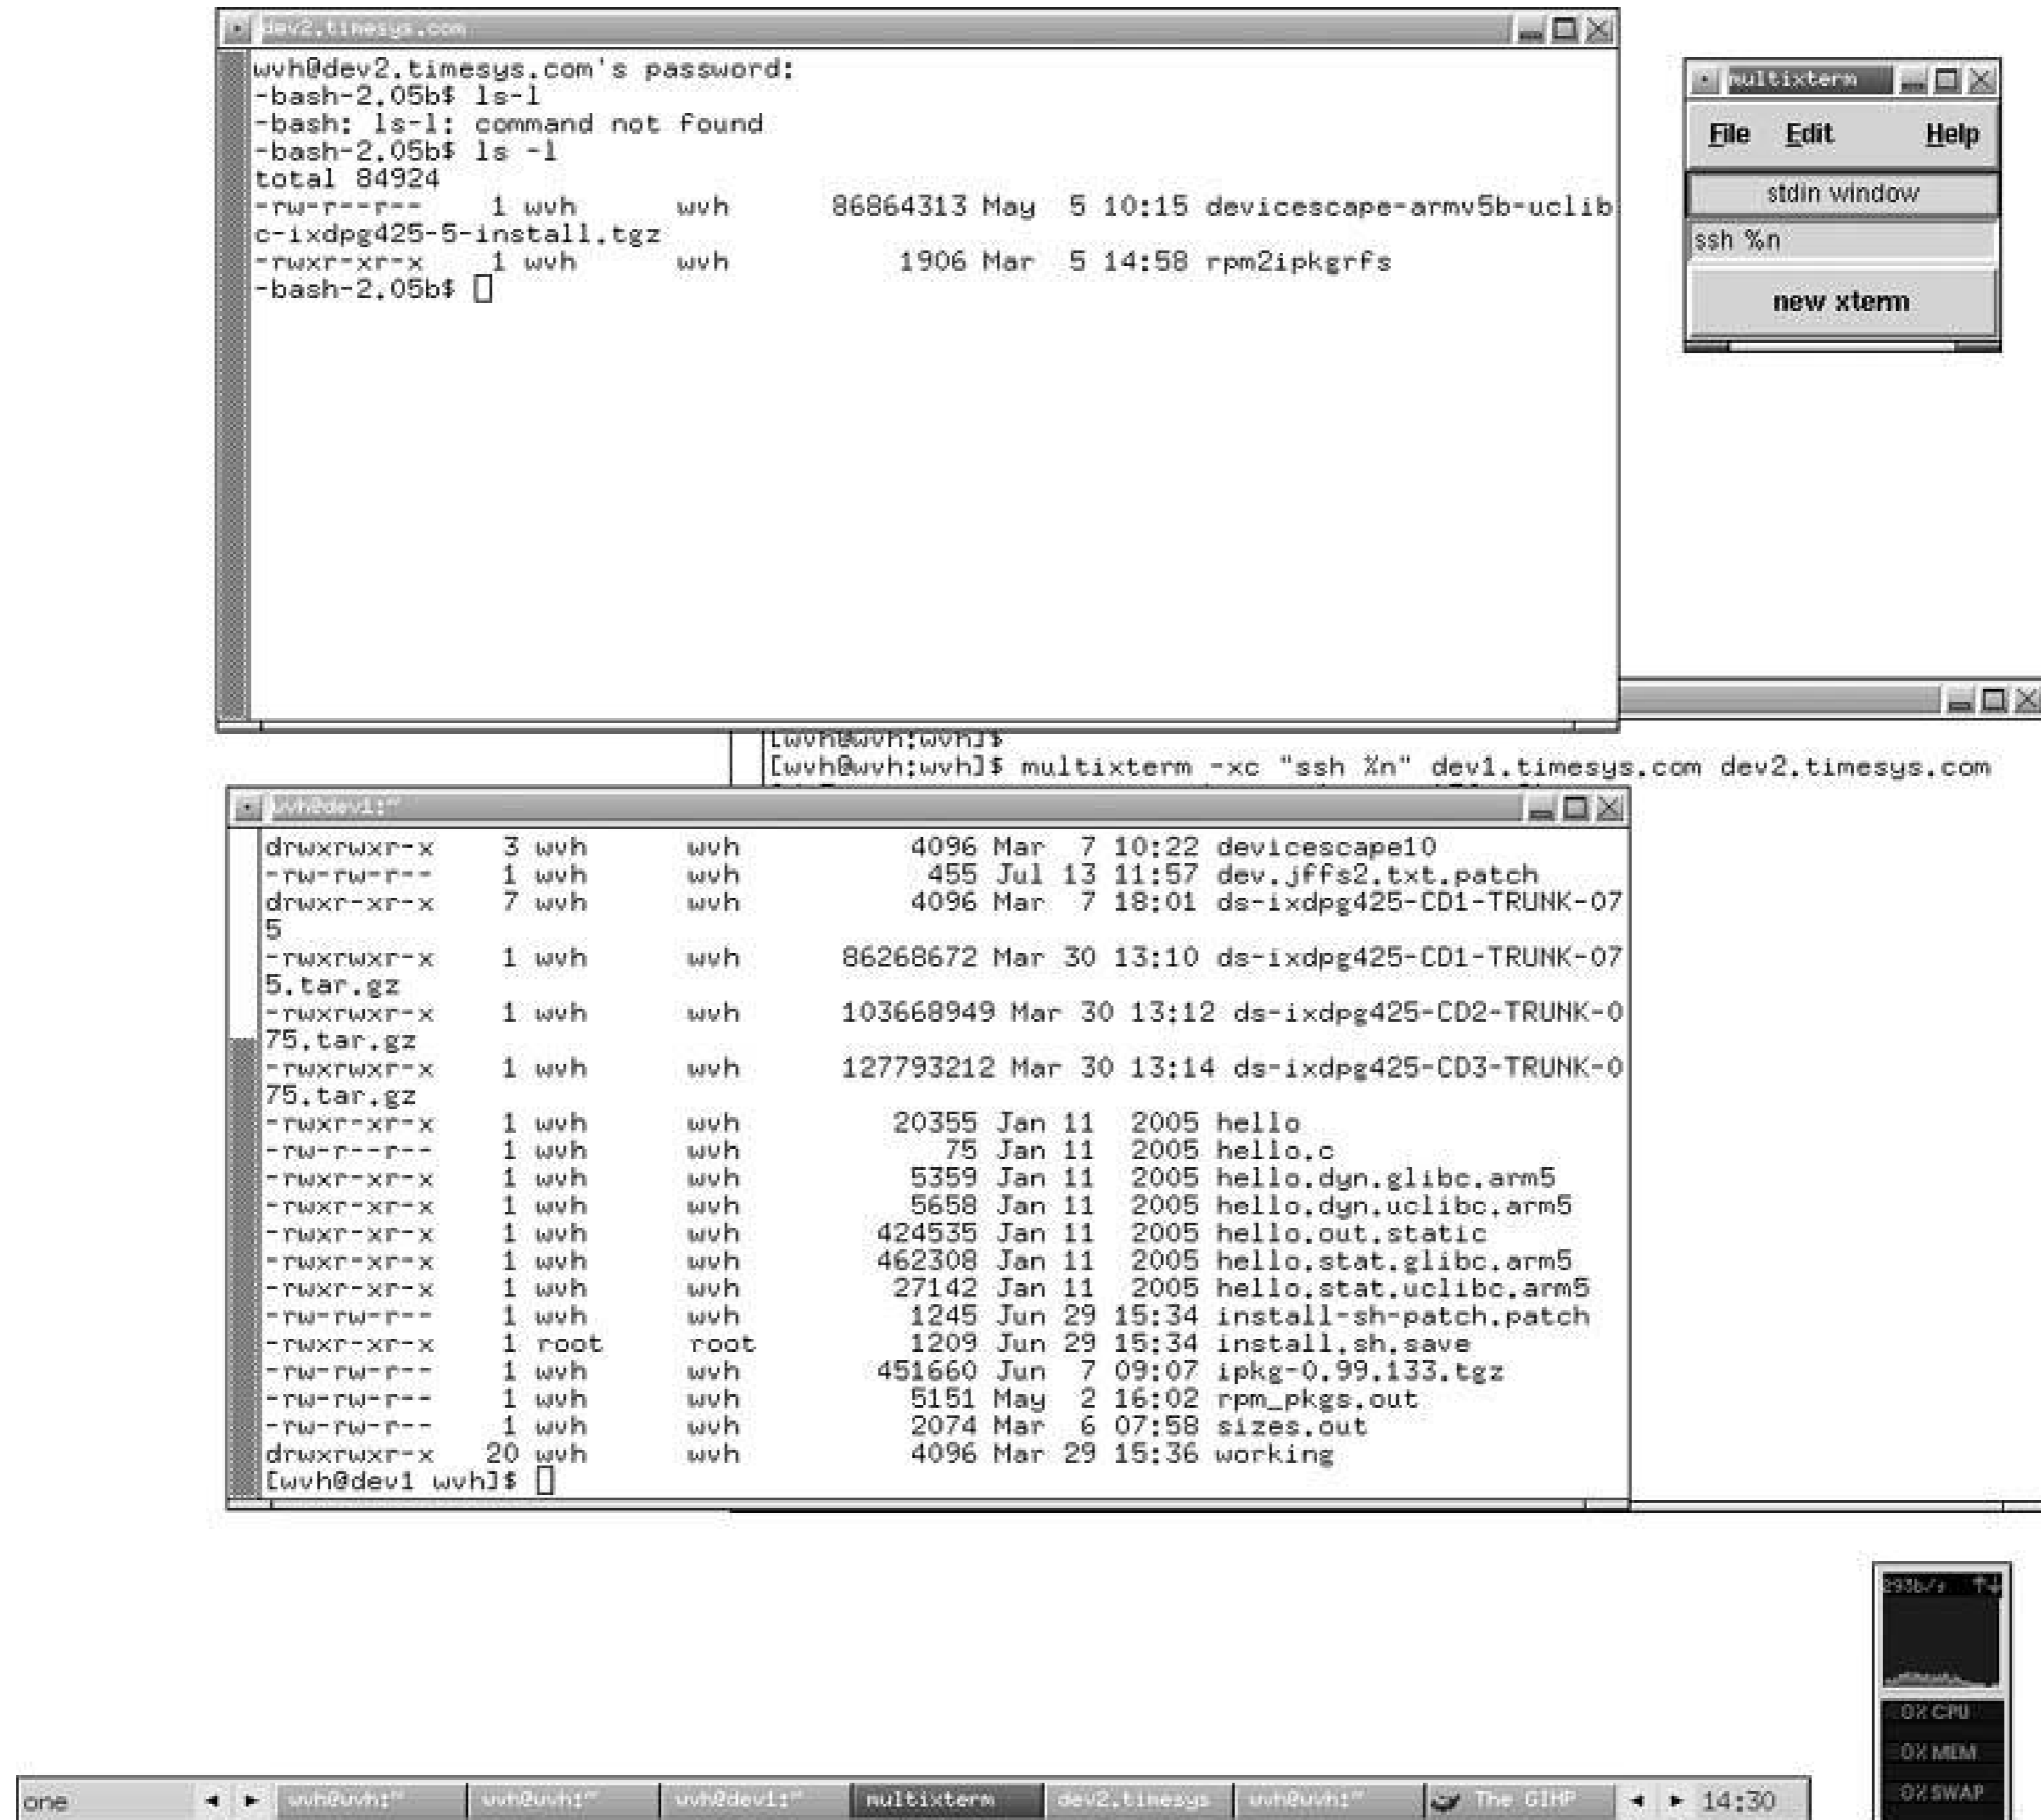 dev2.timesys.com
wvh@dev2.timesys.com's password:
-bash-2.05b$ ls-l
-bash: ls-l: command not found
-bash-2.05b$ ls -l
total 84924
-rw-r--r-- 1 wvh wvh 86864313 May 5 10:15 devicescape-armv5b-uclib
c-ixdpg425-5-install.tgz
-rwxr-xr-x 1 wvh wvh 1906 Mar 5 14:58 rpm2ipkgrfs
-bash-2.05b$
multixterm
File Edit Help
stdin window
ssh %n
new xterm
[wvh@wvh:wvh]$
[wvh@wvh:wvh]$ multixterm -xc "ssh %n" dev1.timesys.com dev2.timesys.com
wvh@dev1:~
drwxrwxr-x 3 wvh wvh 4096 Mar 7 10:22 devicescape10
-rw-rw-r-- 1 wvh wvh 455 Jul 13 11:57 dev.jffs2.txt.patch
drwxr-xr-x 7 wvh wvh 4096 Mar 7 18:01 ds-ixdpg425-CD1-TRUNK-07
5
-rwxrwxr-x 1 wvh wvh 86268672 Mar 30 13:10 ds-ixdpg425-CD1-TRUNK-07
5.tar.gz
-rwxrwxr-x 1 wvh wvh 103668949 Mar 30 13:12 ds-ixdpg425-CD2-TRUNK-0
75.tar.gz
-rwxrwxr-x 1 wvh wvh 127793212 Mar 30 13:14 ds-ixdpg425-CD3-TRUNK-0
75.tar.gz
-rwxr-xr-x 1 wvh wvh 20355 Jan 11 2005 hello
-rw-r--r-- 1 wvh wvh 75 Jan 11 2005 hello.c
-rwxr-xr-x 1 wvh wvh 5359 Jan 11 2005 hello.dyn.glibc.arm5
-rwxr-xr-x 1 wvh wvh 5658 Jan 11 2005 hello.dyn.uclibc.arm5
-rwxr-xr-x 1 wvh wvh 424535 Jan 11 2005 hello.out.static
-rwxr-xr-x 1 wvh wvh 462308 Jan 11 2005 hello.stat.glibc.arm5
-rwxr-xr-x 1 wvh wvh 27142 Jan 11 2005 hello.stat.uclibc.arm5
-rw-rw-r-- 1 wvh wvh 1245 Jun 29 15:34 install-sh-patch.patch
-rwxr-xr-x 1 root root 1209 Jun 29 15:34 install.sh.save
-rw-rw-r-- 1 wvh wvh 451660 Jun 7 09:07 ipkg-0.99.133.tgz
-rw-rw-r-- 1 wvh wvh 5151 May 2 16:02 rpm_pkgs.out
-rw-rw-r-- 1 wvh wvh 2074 Mar 6 07:58 sizes.out
drwxrwxr-x 20 wvh wvh 4096 Mar 29 15:36 working
[wvh@dev1 wvh]$
293b/s
0% CPU
0% MEM
0% SWAP
one wvh@wvh:~ wvh@wvh:~ wvh@dev1:~ multixterm dev2.timesys wvh@wvh:~ The GIMP 14:30